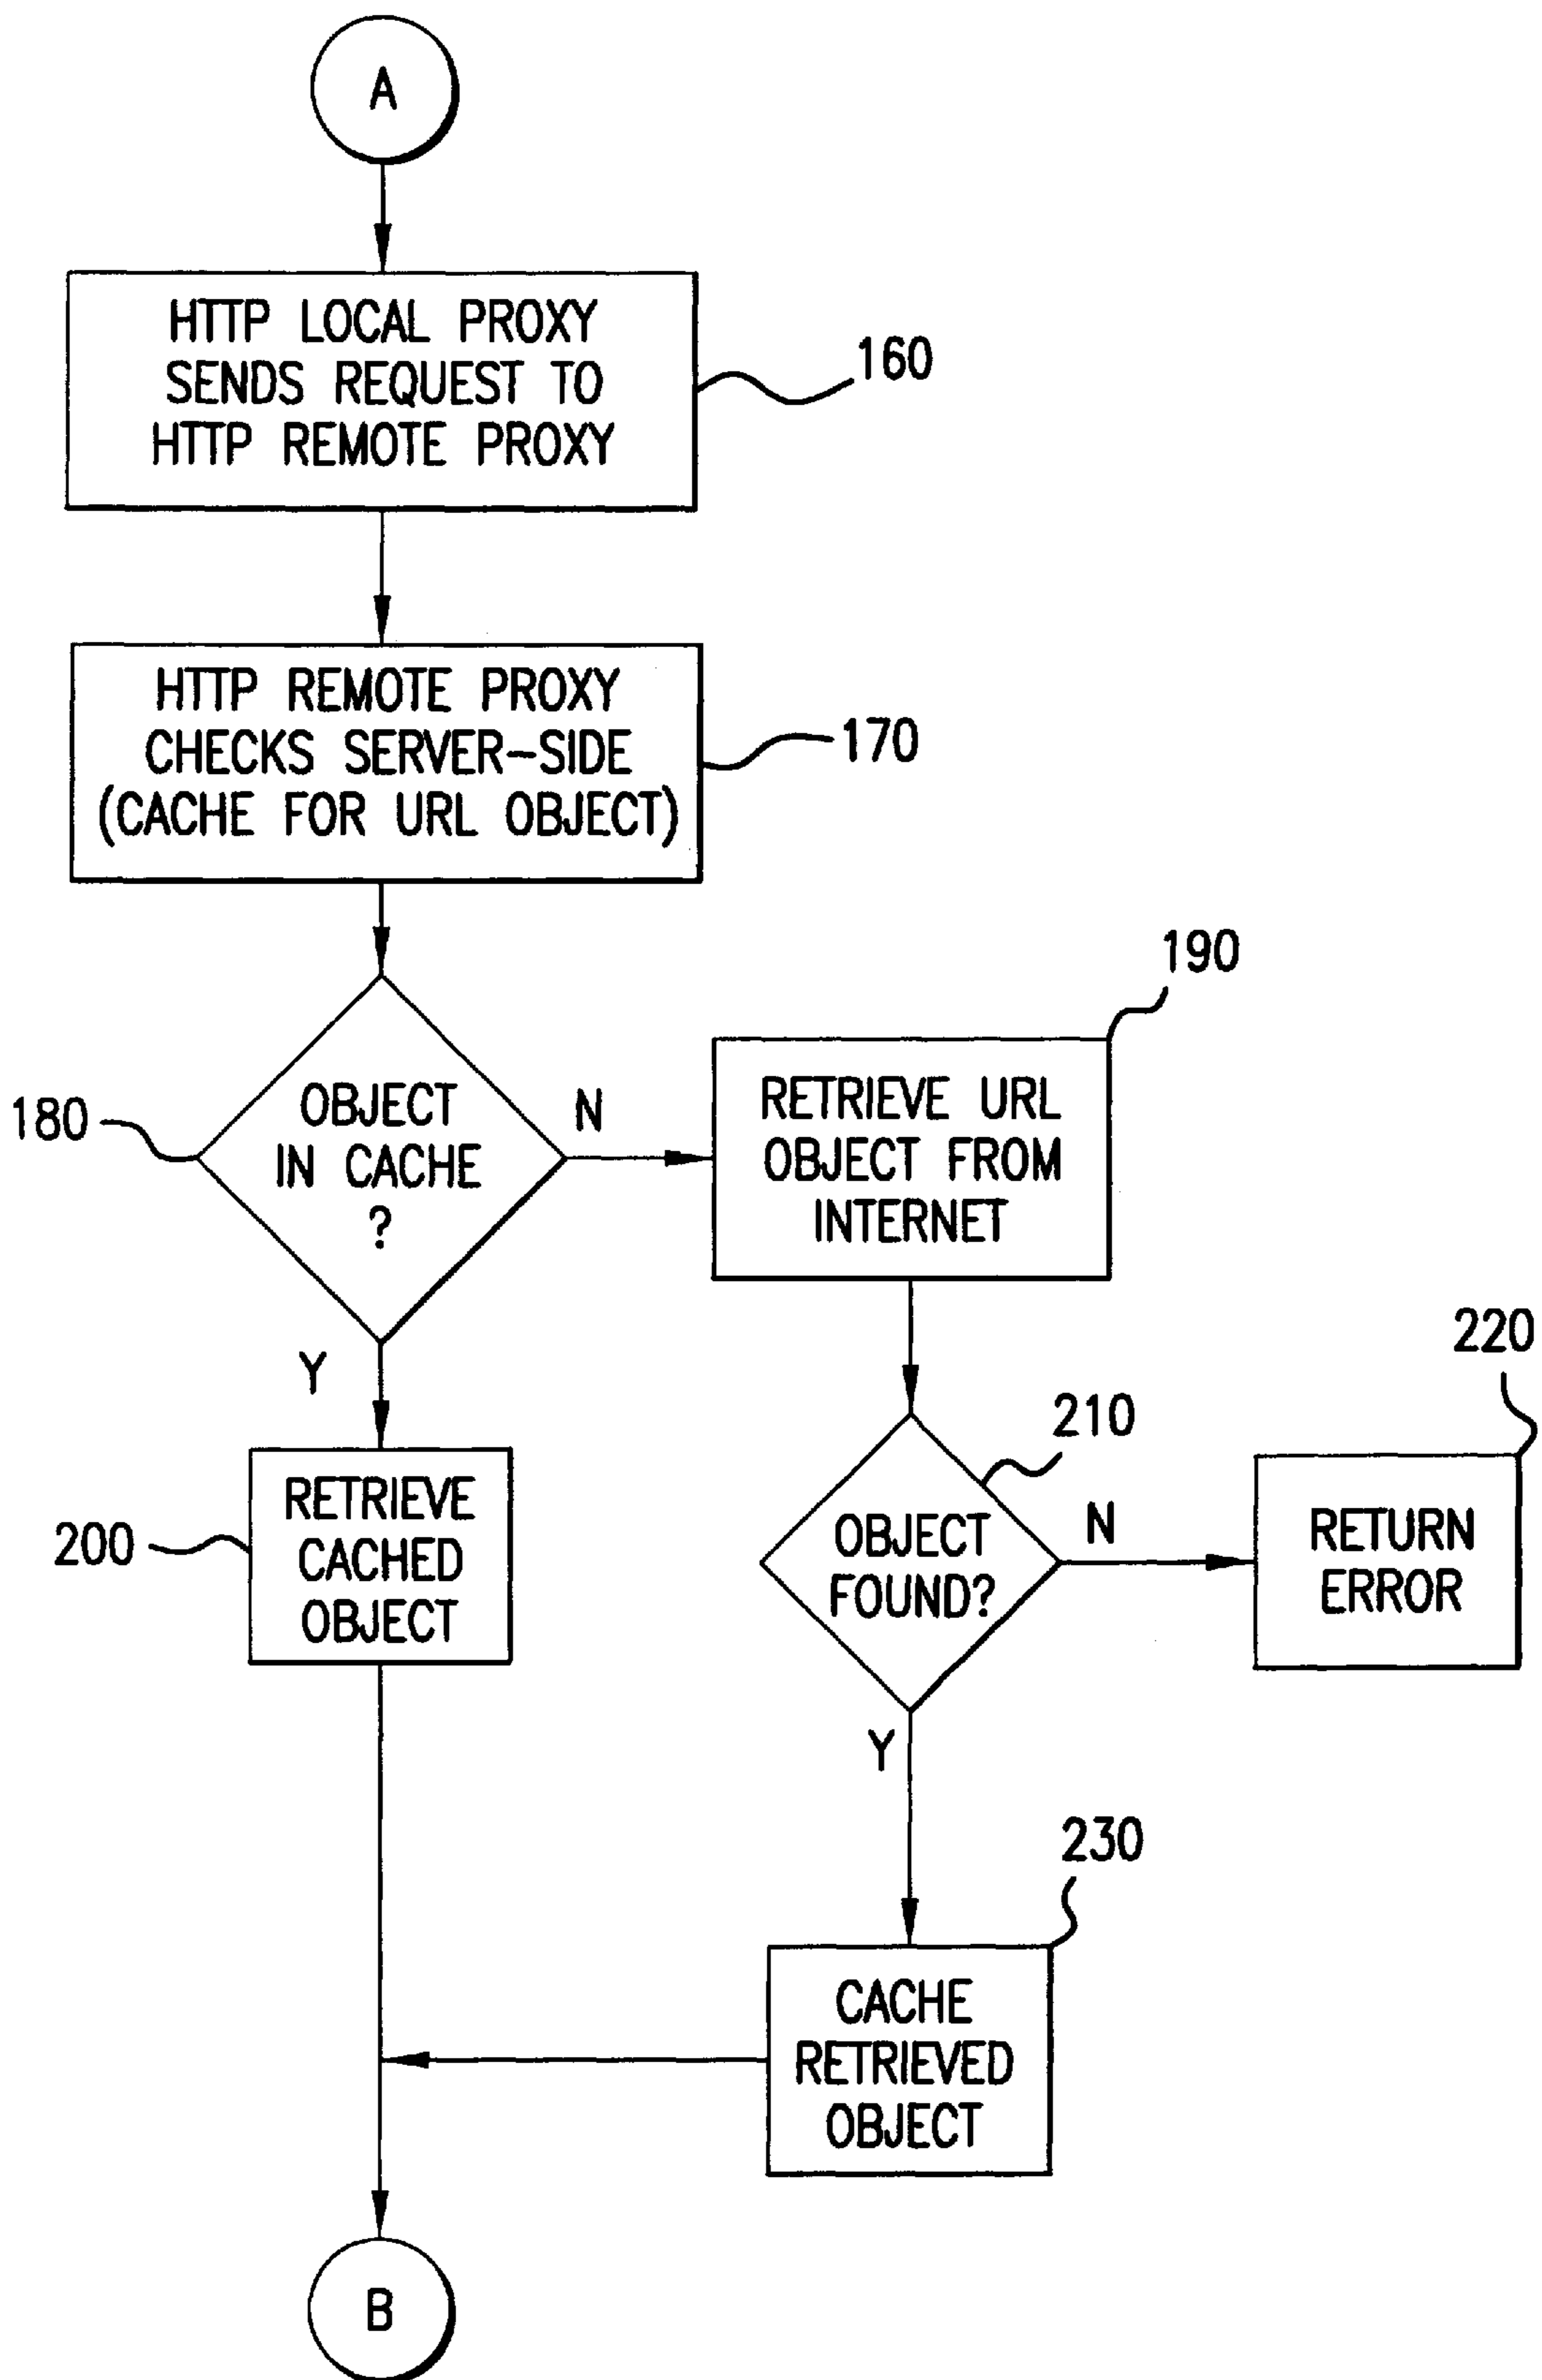 A
HTTP LOCAL PROXY
SENDS REQUEST TO
HTTP REMOTE PROXY
160
HTTP REMOTE PROXY
CHECKS SERVER-SIDE
(CACHE FOR URL OBJECT)
170
180
OBJECT
IN CACHE
?
N
190
RETRIEVE URL
OBJECT FROM
INTERNET
Y
200
RETRIEVE
CACHED
OBJECT
210
OBJECT
FOUND?
N
220
RETURN
ERROR
Y
230
CACHE
RETRIEVED
OBJECT
B